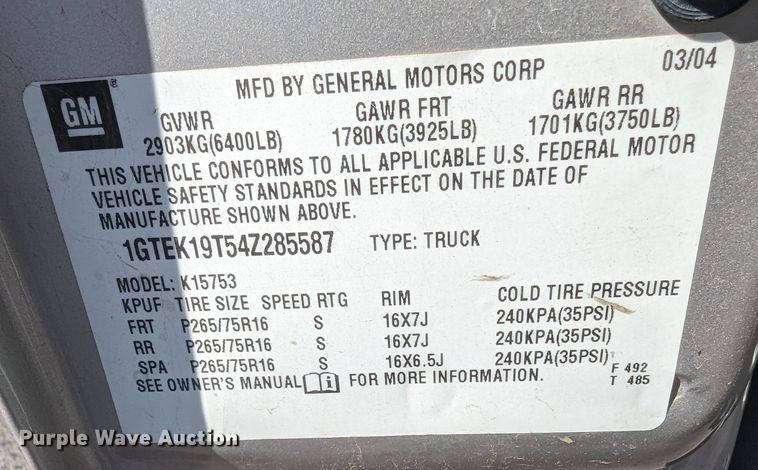 MFD BY GENERAL MOTORS CORP 03/04
GM ®
GVWR GAWR FRT GAWR RR
2903KG(6400LB) 1780KG(3925LB) 1701KG(3750LB)
THIS VEHICLE CONFORMS TO ALL APPLICABLE U.S. FEDERAL MOTOR
VEHICLE SAFETY STANDARDS IN EFFECT ON THE DATE OF
MANUFACTURE SHOWN ABOVE.
1GTEK19T54Z285587 TYPE: TRUCK
MODEL: K15753
KPUF TIRE SIZE SPEED RTG RIM COLD TIRE PRESSURE
FRT P265/75R16 S 16X7J 240KPA(35PSI)
RR P265/75R16 S 16X7J 240KPA(35PSI)
SPA P265/75R16 S 16X6.5J 240KPA(35PSI)
SEE OWNER'S MANUAL i FOR MORE INFORMATION.
F 492
T 485
Purple Wave Auction